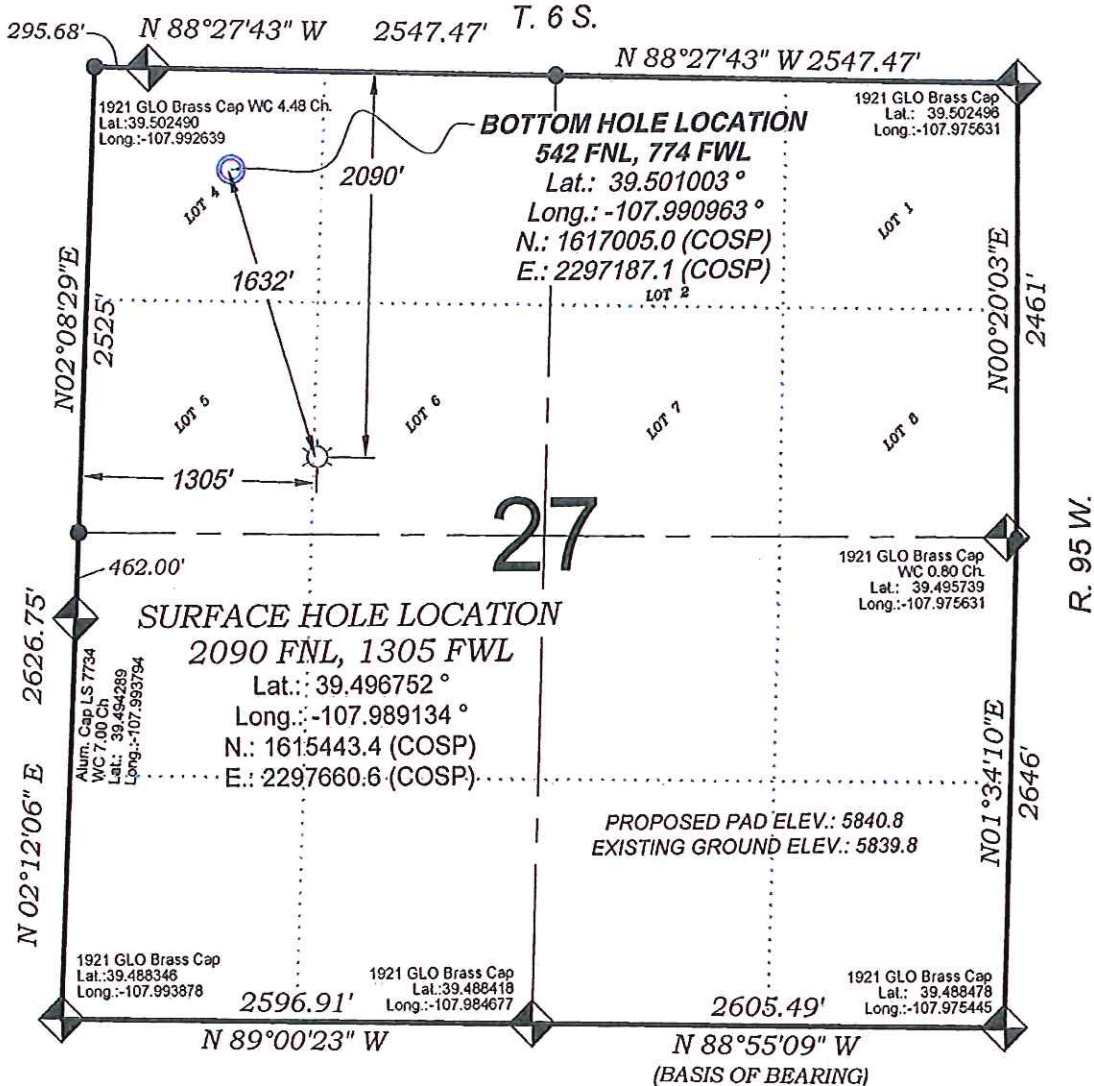 T. 6 S.
295.68'
N 88°27'43" W 2547.47'
N 88°27'43" W 2547.47'
1921 GLO Brass Cap WC 4.48 Ch.
Lat.:39.502490
Long.:-107.992639
1921 GLO Brass Cap
Lat.: 39.502496
Long.:-107.975631
BOTTOM HOLE LOCATION
542 FNL, 774 FWL
Lat.: 39.501003 °
Long.: -107.990963 °
N.: 1617005.0 (COSP)
E.: 2297187.1 (COSP)
2090'
LOT 4
LOT 1
LOT 2
1632'
N02°08'29"E
2525'
N00°20'03"E
2461'
LOT 5
LOT 6
LOT 7
LOT 8
1305'
27
R. 95 W.
462.00'
1921 GLO Brass Cap
WC 0.80 Ch.
Lat.: 39.495739
Long.:-107.975631
SURFACE HOLE LOCATION
2090 FNL, 1305 FWL
Lat.: 39.496752 °
Long.: -107.989134 °
N.: 1615443.4 (COSP)
E.: 2297660.6 (COSP)
2626.75'
N 02°12'06" E
Alum. Cap LS 7734
WC 7.00 Ch
Lat.: 39.494289
Long.:-107.993794
N01°34'10"E
2646'
PROPOSED PAD ELEV.: 5840.8
EXISTING GROUND ELEV.: 5839.8
1921 GLO Brass Cap
Lat.:39.488346
Long.:-107.993878
1921 GLO Brass Cap
Lat.:39.488418
Long.:-107.984677
1921 GLO Brass Cap
Lat.: 39.488478
Long.:-107.975445
2596.91'
2605.49'
N 89°00'23" W
N 88°55'09" W
(BASIS OF BEARING)